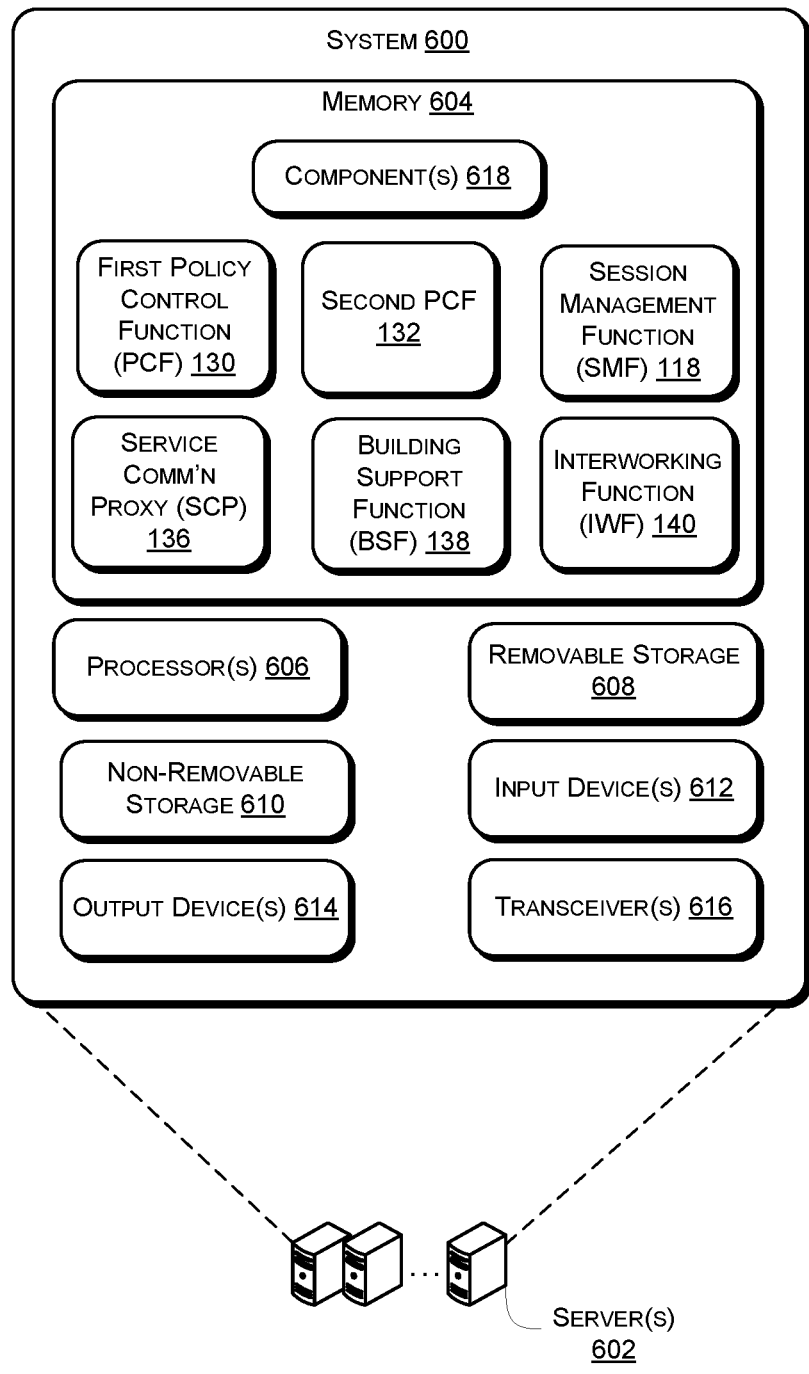 SYSTEM 600
MEMORY 604
COMPONENT(S) 618
FIRST POLICY
CONTROL
FUNCTION
(PCF) 130
SECOND PCF
132
SESSION
MANAGEMENT
FUNCTION
(SMF) 118
SERVICE
COMM'N
PROXY (SCP)
136
BUILDING
SUPPORT
FUNCTION
(BSF) 138
INTERWORKING
FUNCTION
(IWF) 140
PROCESSOR(S) 606
REMOVABLE STORAGE
608
NON-REMOVABLE
STORAGE 610
INPUT DEVICE(S) 612
OUTPUT DEVICE(S) 614
TRANSCEIVER(S) 616
...
SERVER(S)
602